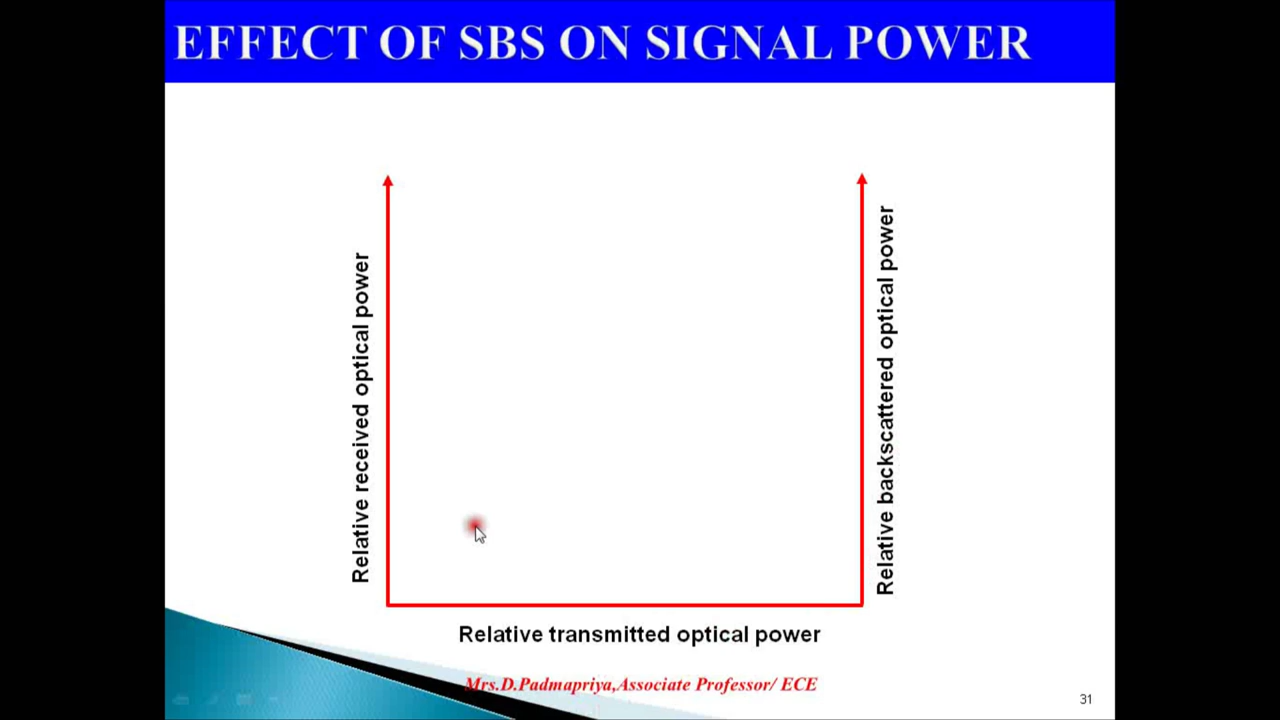 EFFECT OF SBS ON SIGNAL POWER
Relative received optical power
Relative backscattered optical power
Relative transmitted optical power
Mrs.D.Padmapriya,Associate Professor/ ECE
31